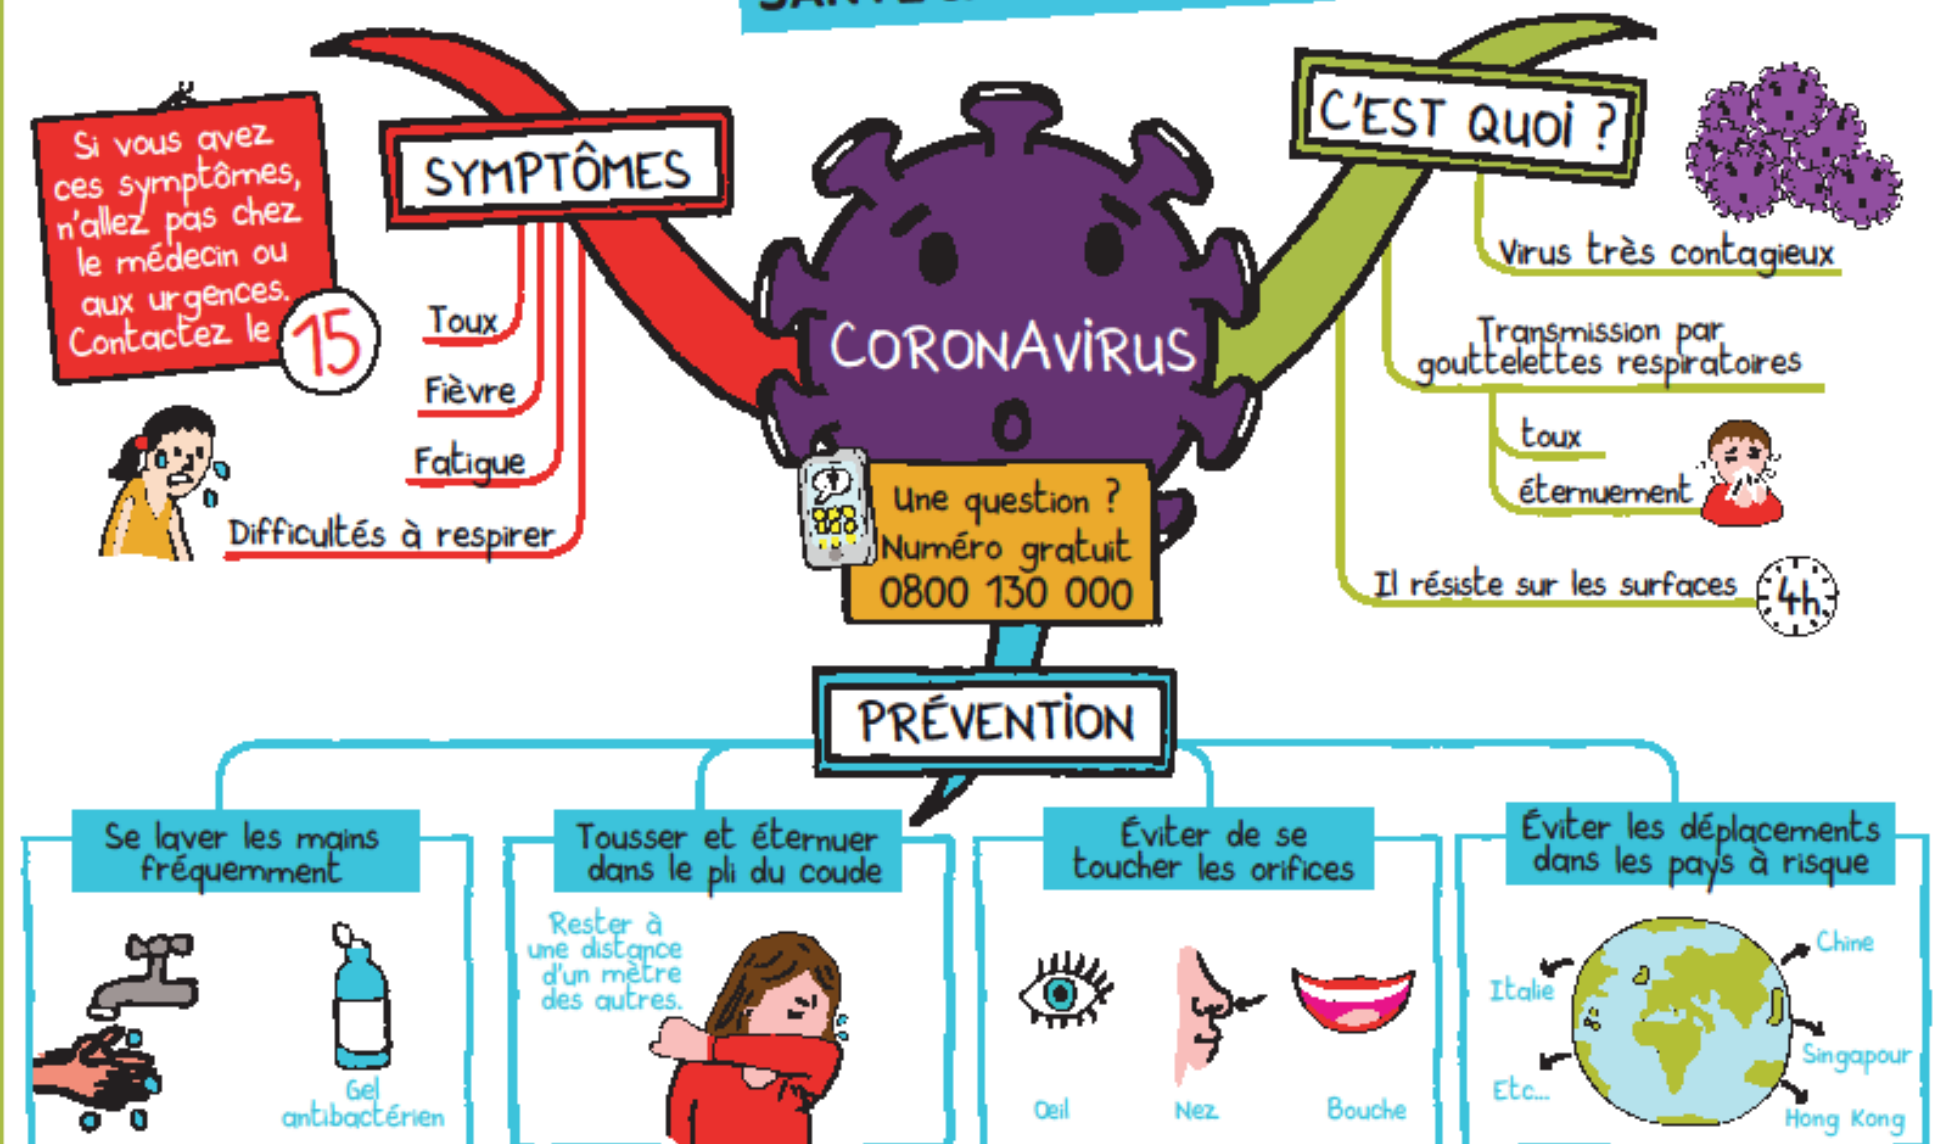 SANTÉ
SYMPTÔMES
Si vous avez
ces symptômes,
n'allez pas chez
le médecin ou
aux urgences.
Contactez le
15
Toux
Fièvre
Fatigue
Difficultés à respirer
CORONAVIRUS
Une question ?
Numéro gratuit
0800 130 000
C'EST QUOI ?
Virus très contagieux
Transmission par
gouttelettes respiratoires
toux
éternuement
Il résiste sur les surfaces
4h
PRÉVENTION
Se laver les mains
fréquemment
Gel
antibactérien
Tousser et éternuer
dans le pli du coude
Rester à
une distance
d'un mètre
des autres.
Éviter de se
toucher les orifices
Œil
Nez
Bouche
Éviter les déplacements
dans les pays à risque
Chine
Italie
Singapour
Etc...
Hong Kong